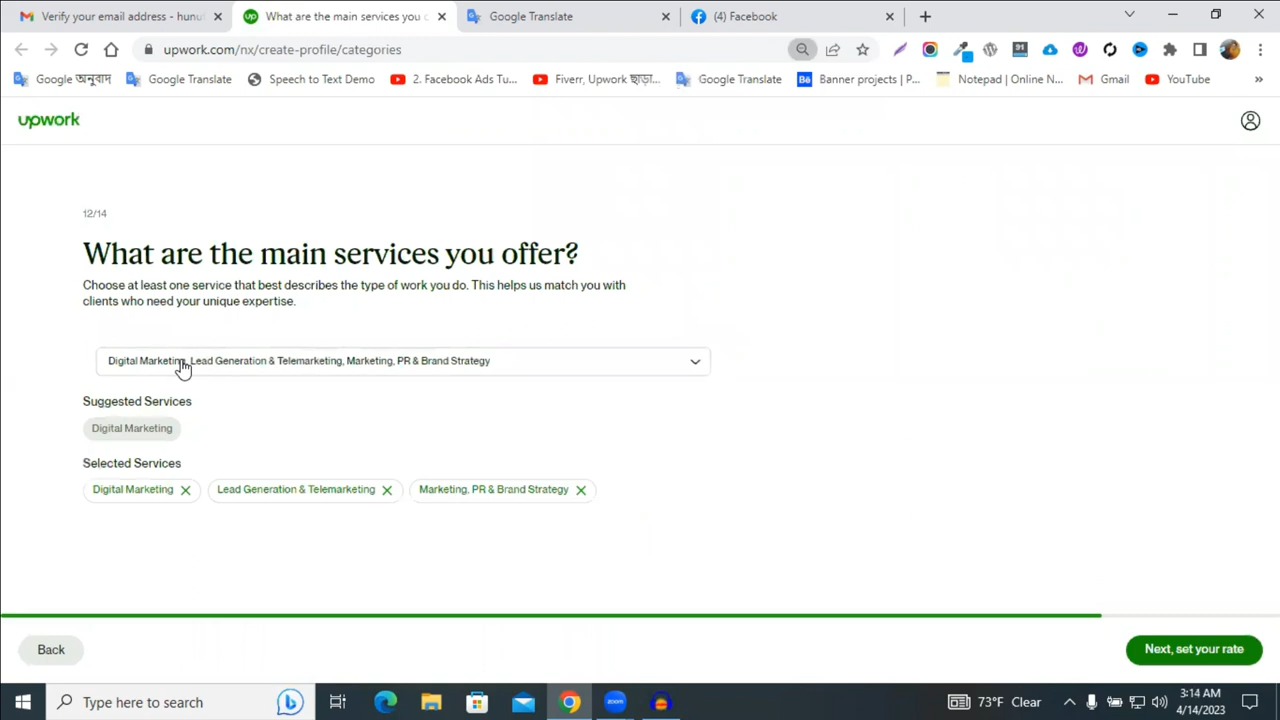 Verify your email address - hunu
What are the main services you o
Google Translate
(4) Facebook
upwork.com/nx/create-profile/categories
Google অনুবাদ
Google Translate
Speech to Text Demo
2. Facebook Ads Tu...
Fiverr, Upwork ছাড়া...
Google Translate
Banner projects | P...
Notepad | Online N...
Gmail
YouTube
»
upwork
12/14
What are the main services you offer?
Choose at least one service that best describes the type of work you do. This helps us match you with
clients who need your unique expertise.
Digital Marketing, Lead Generation & Telemarketing, Marketing, PR & Brand Strategy
Suggested Services
Digital Marketing
Selected Services
Digital Marketing
Lead Generation & Telemarketing
Marketing, PR & Brand Strategy
Back
Next, set your rate
Type here to search
zoom
73°F Clear
3:14 AM
4/14/2023